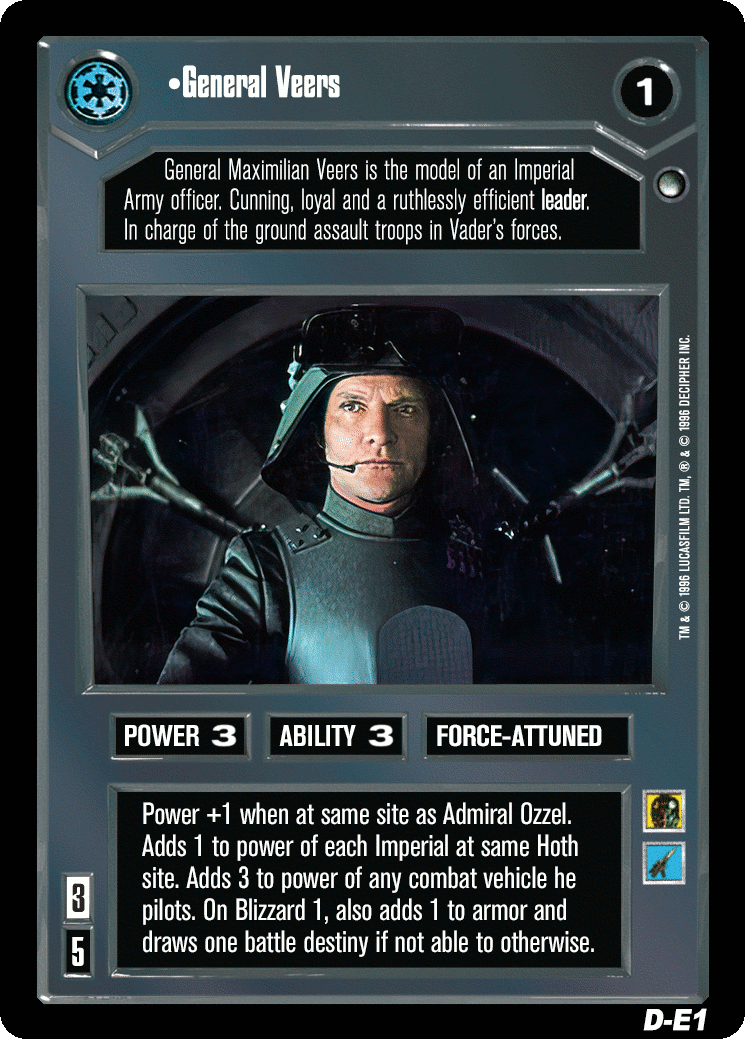 •General Veers
1
General Maximilian Veers is the model of an Imperial
Army officer. Cunning, loyal and a ruthlessly efficient leader.
In charge of the ground assault troops in Vader's forces.
TM & © 1996 LUCASFILM LTD. TM, ® & © 1996 DECIPHER INC.
POWER 3
ABILITY 3
FORCE-ATTUNED
Power +1 when at same site as Admiral Ozzel.
Adds 1 to power of each Imperial at same Hoth
site. Adds 3 to power of any combat vehicle he
pilots. On Blizzard 1, also adds 1 to armor and
draws one battle destiny if not able to otherwise.
3
5
D-E1